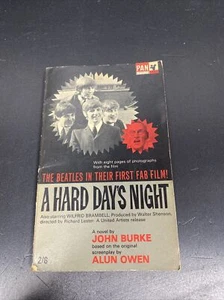 PAN
With eight pages of photographs
from the film
THE BEATLES IN THEIR FIRST FAB FILM!
A HARD DAY'S NIGHT
Also starring WILFRID BRAMBELL, Produced by Walter Shenson,
directed by Richard Lester. A United Artists release
A novel by
JOHN BURKE
based on the original
screenplay by
ALUN OWEN
2/6